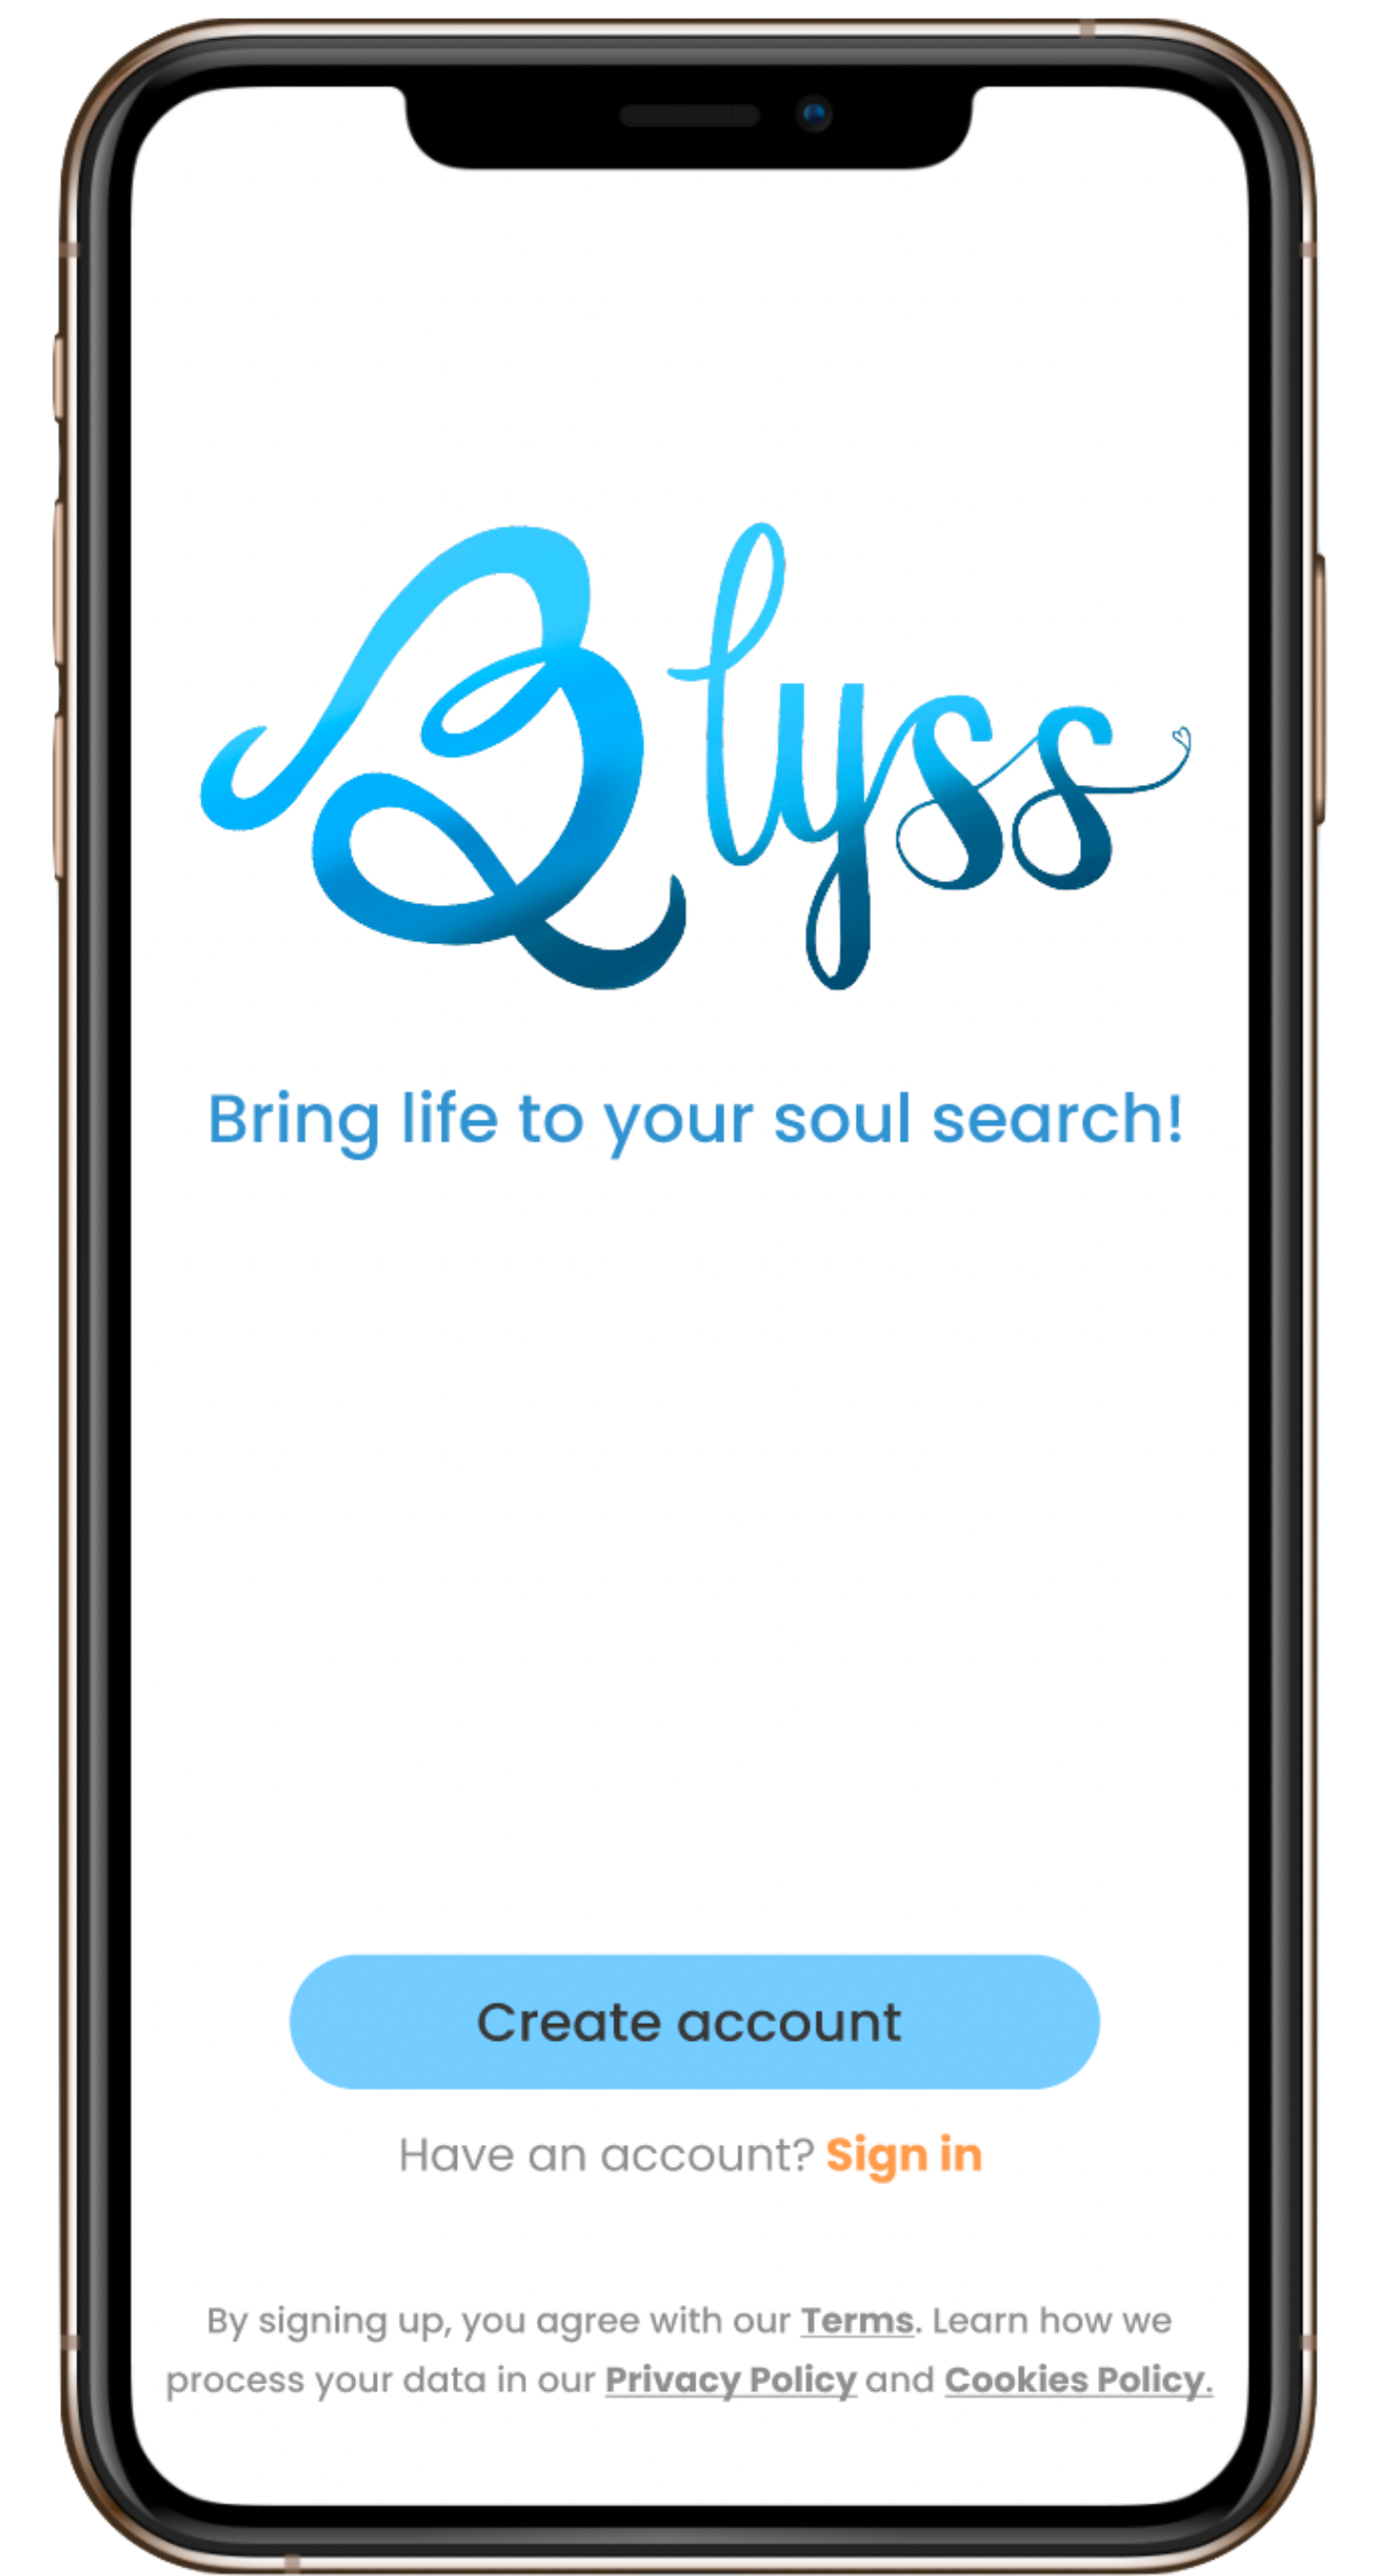 Blyss
Bring life to your soul search!
Create account
Have an account? Sign in
By signing up, you agree with our Terms. Learn how we
process your data in our Privacy Policy and Cookies Policy.